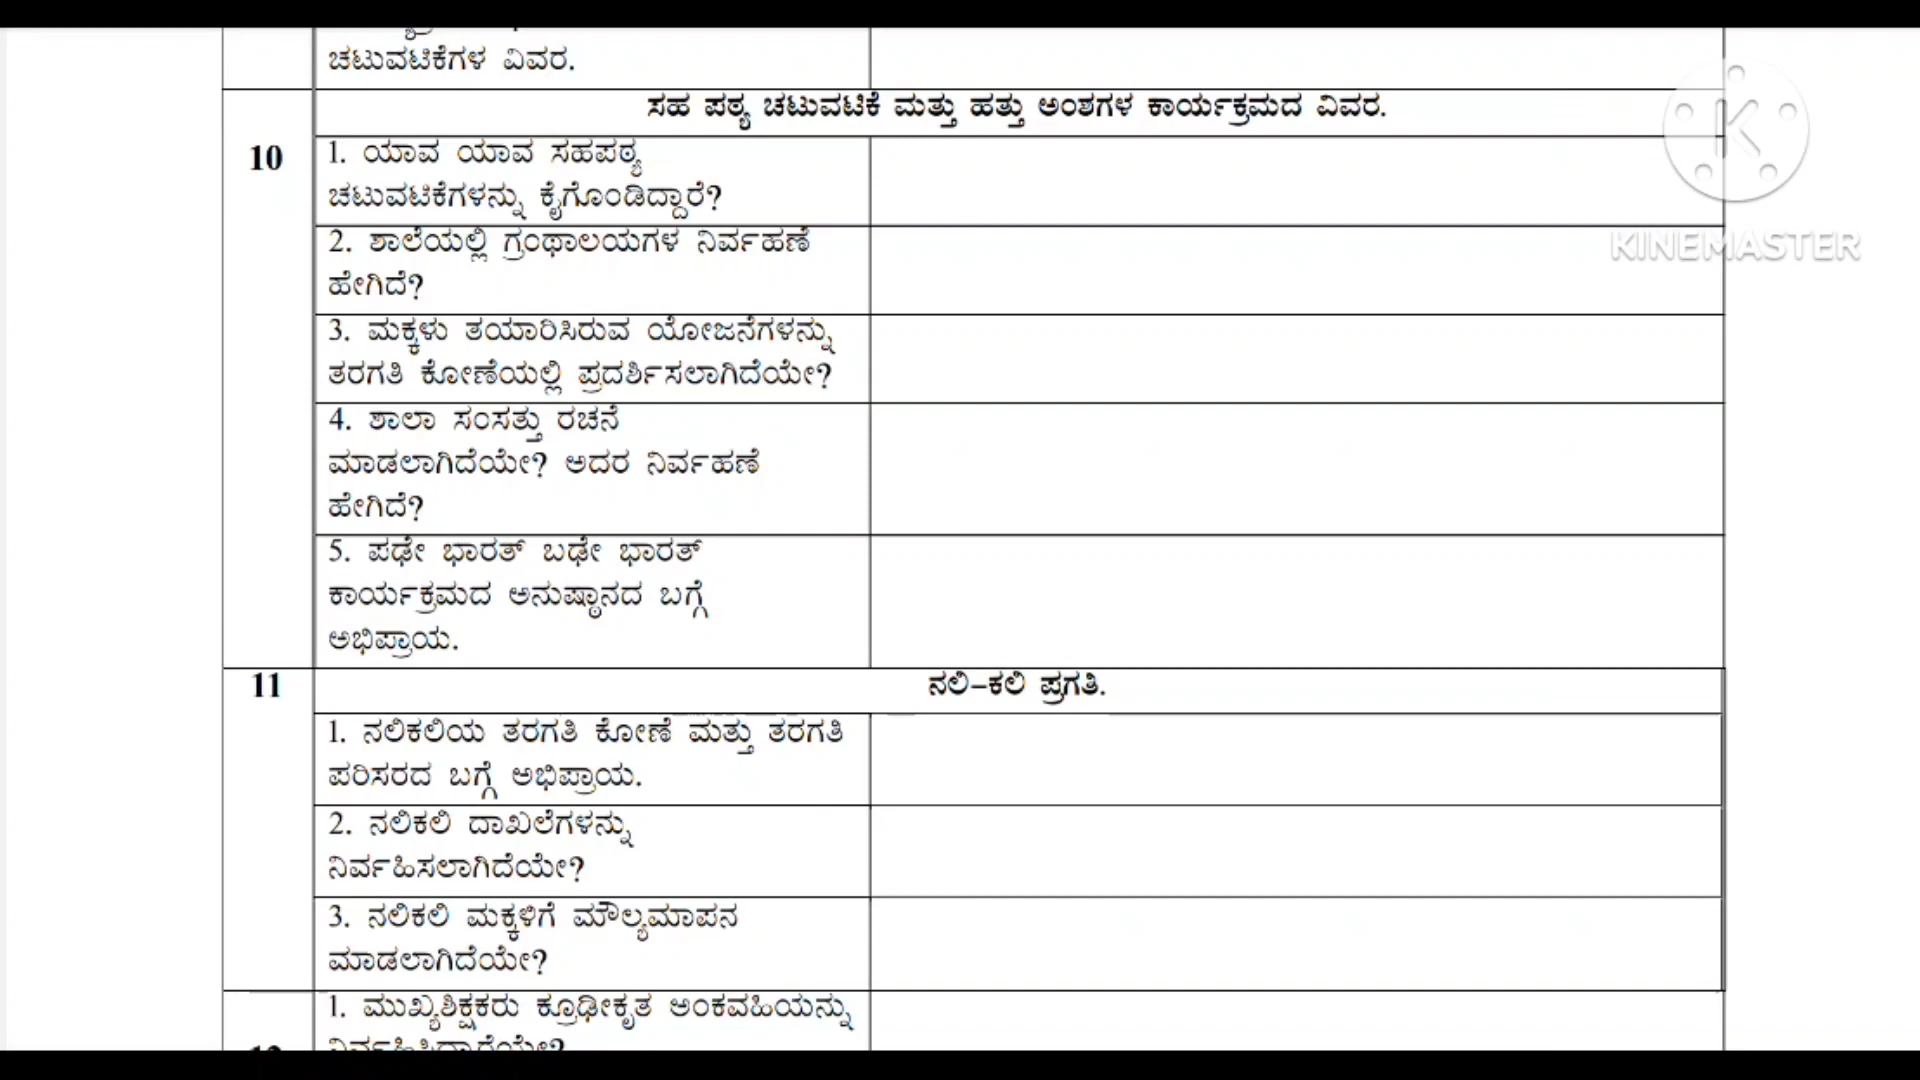 ಚಟುವಟಿಕೆಗಳ ವಿವರ.
ಸಹ ಪಠ್ಯ ಚಟುವಟಿಕೆ ಮತ್ತು ಹತ್ತು ಅಂಶಗಳ ಕಾರ್ಯಕ್ರಮದ ವಿವರ.
10
1. ಯಾವ ಯಾವ ಸಹಪಠ್ಯ
ಚಟುವಟಿಕೆಗಳನ್ನು ಕೈಗೊಂಡಿದ್ದಾರೆ?
2. ಶಾಲೆಯಲ್ಲಿ ಗ್ರಂಥಾಲಯಗಳ ನಿರ್ವಹಣೆ
ಹೇಗಿದೆ?
3. ಮಕ್ಕಳು ತಯಾರಿಸಿರುವ ಯೋಜನೆಗಳನ್ನು
ತರಗತಿ ಕೋಣೆಯಲ್ಲಿ ಪ್ರದರ್ಶಿಸಲಾಗಿದೆಯೇ?
4. ಶಾಲಾ ಸಂಸತ್ತು ರಚನೆ
ಮಾಡಲಾಗಿದೆಯೇ? ಅದರ ನಿರ್ವಹಣೆ
ಹೇಗಿದೆ?
5. ಪಢೇ ಭಾರತ್ ಬಢೇ ಭಾರತ್
ಕಾರ್ಯಕ್ರಮದ ಅನುಷ್ಠಾನದ ಬಗ್ಗೆ
ಅಭಿಪ್ರಾಯ.
11
ನಲಿ-ಕಲಿ ಪ್ರಗತಿ.
1. ನಲಿಕಲಿಯ ತರಗತಿ ಕೋಣೆ ಮತ್ತು ತರಗತಿ
ಪರಿಸರದ ಬಗ್ಗೆ ಅಭಿಪ್ರಾಯ.
2. ನಲಿಕಲಿ ದಾಖಲೆಗಳನ್ನು
ನಿರ್ವಹಿಸಲಾಗಿದೆಯೇ?
3. ನಲಿಕಲಿ ಮಕ್ಕಳಿಗೆ ಮೌಲ್ಯಮಾಪನ
ಮಾಡಲಾಗಿದೆಯೇ?
1. ಮುಖ್ಯಶಿಕ್ಷಕರು ಕ್ರೂಢೀಕೃತ ಅಂಕವಹಿಯನ್ನು
ನಿರ್ವಹಿಸಿದ್ದಾರೆಯೇ?
KINEMASTER